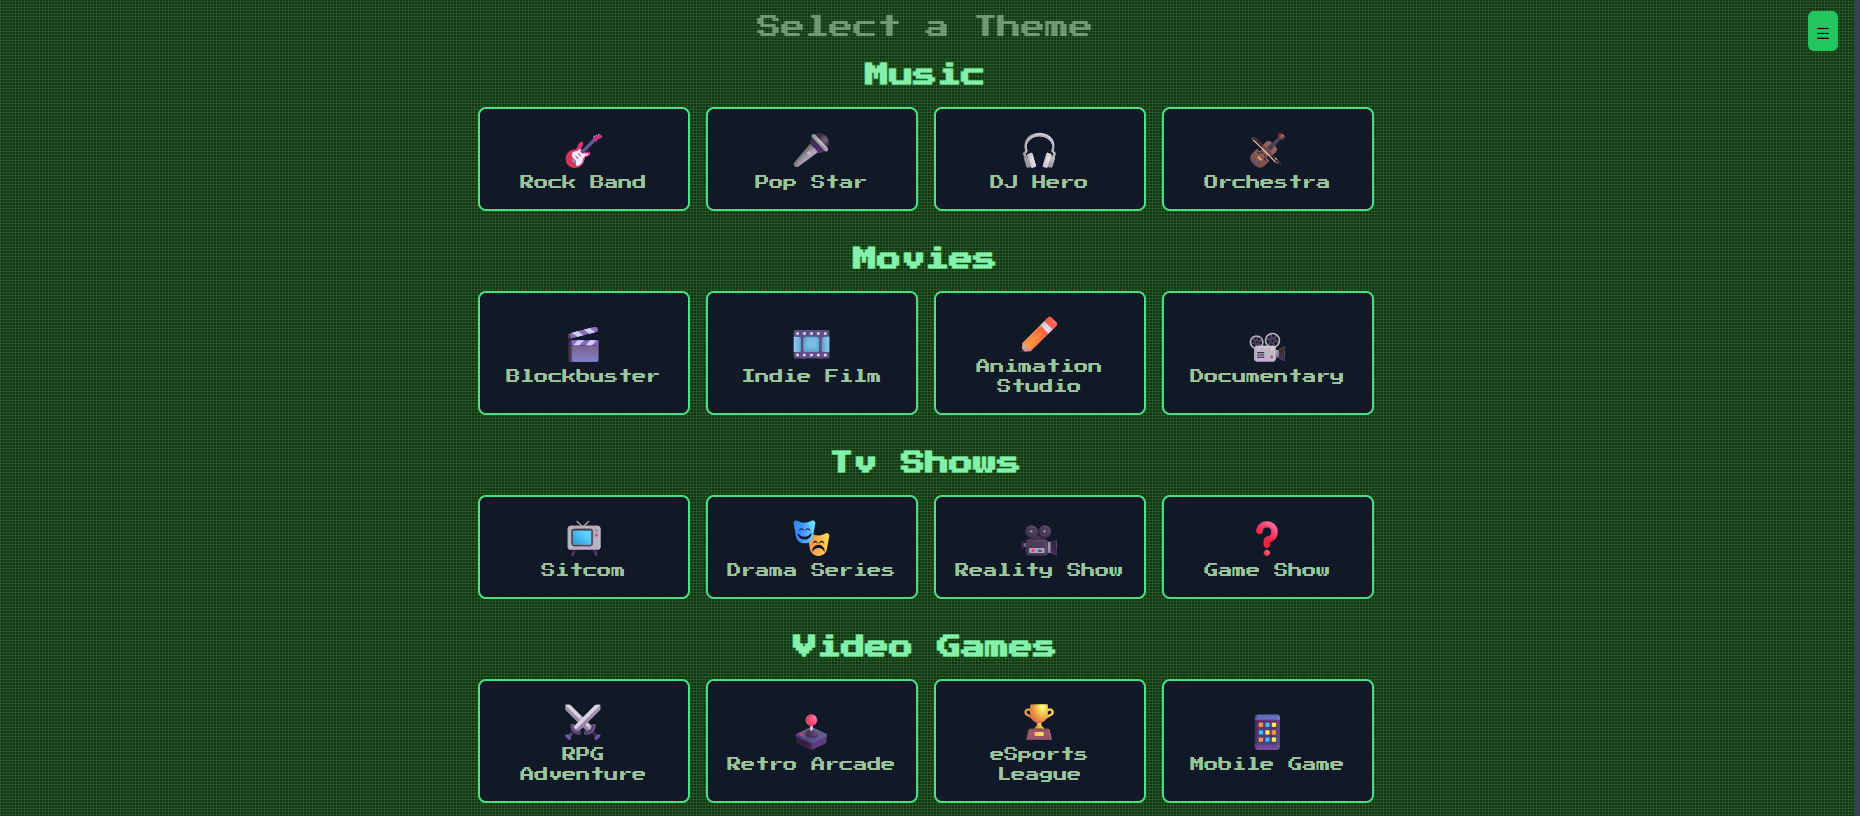 Select a Theme
Music
Rock Band
Pop Star
DJ Hero
Orchestra
Movies
Blockbuster
Indie Film
Animation
Studio
Documentary
Tv Shows
Sitcom
Drama Series
Reality Show
Game Show
Video Games
RPG
Adventure
Retro Arcade
eSports
League
Mobile Game